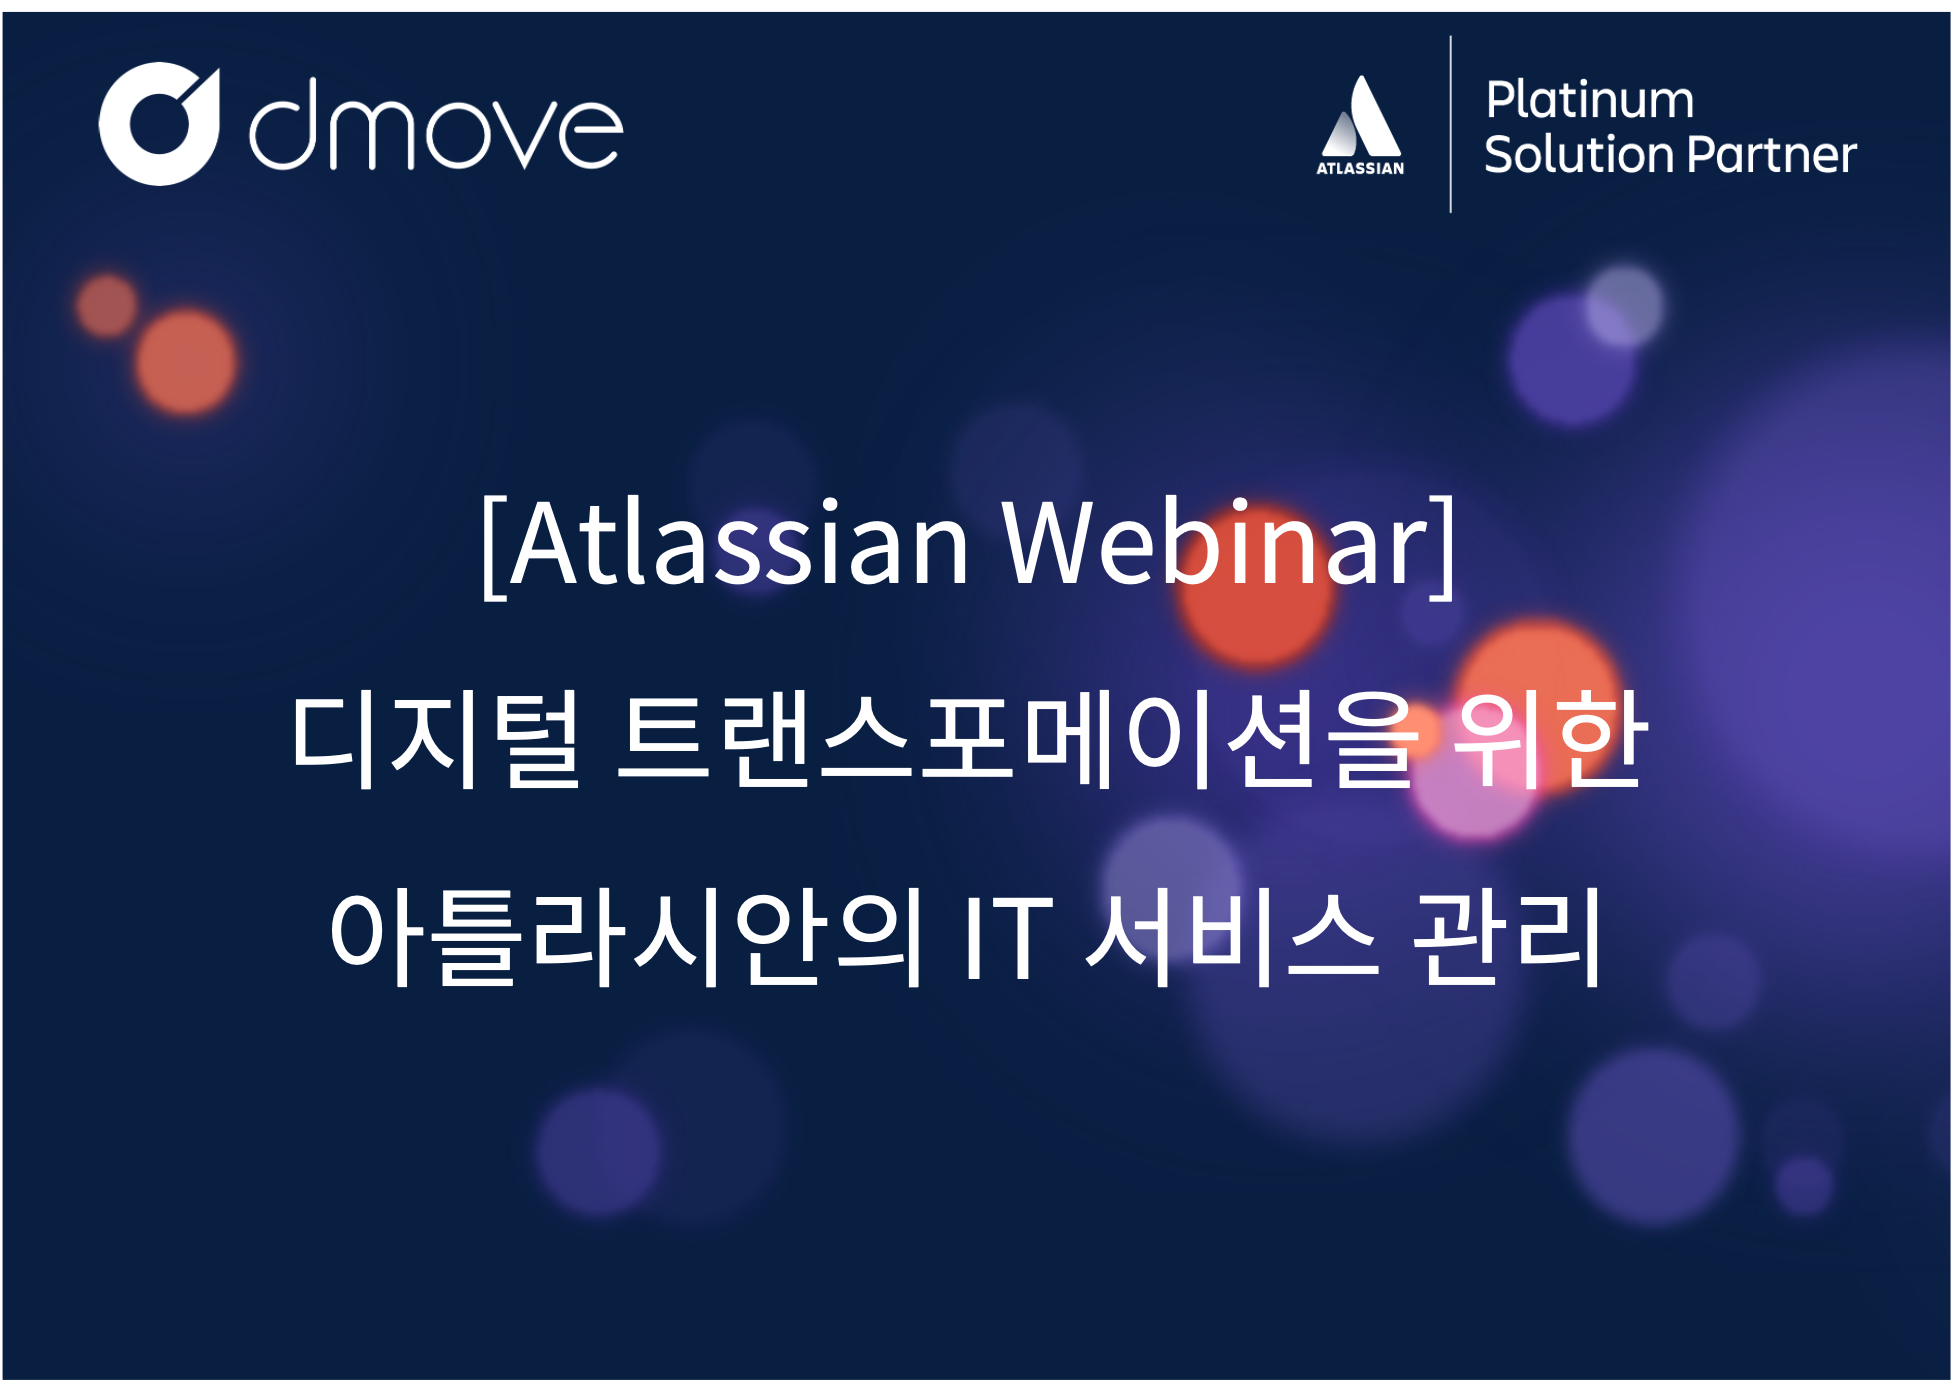 dmove
ATLASSIAN
Platinum
Solution Partner
[Atlassian Webinar]
디지털 트랜스포메이션을 위한
아틀라시안의 IT 서비스 관리